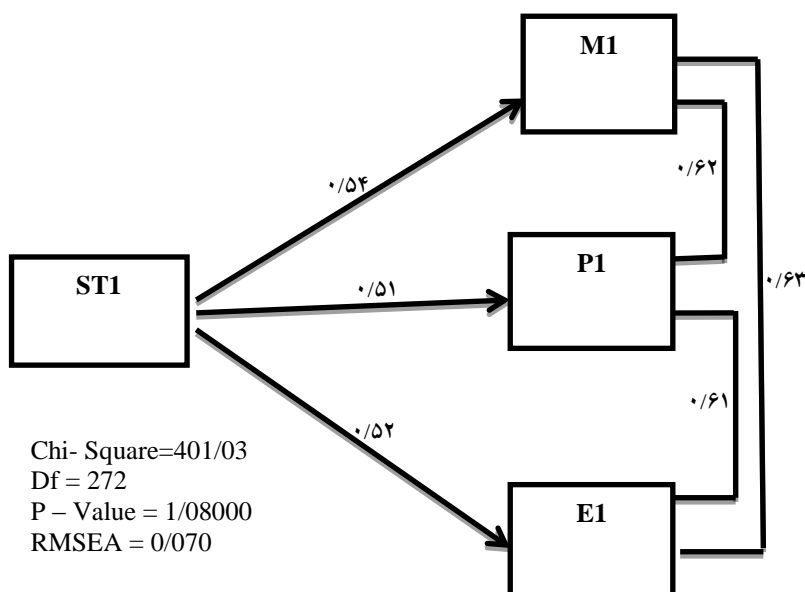 M1
۰/۵۴
۰/۶۲
ST1
P1
۰/۵۱
۰/۶۳
۰/۶۱
۰/۵۲
Chi- Square=401/03
Df = 272
P – Value = 1/08000
RMSEA = 0/070
E1